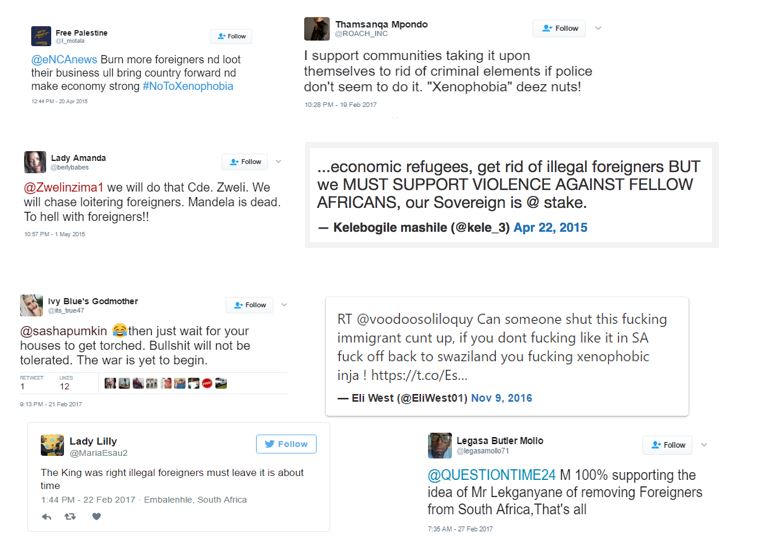 Free Palestine
@I_motala
Follow
@eNCAnews Burn more foreigners nd loot
their business ull bring country forward nd
make economy strong #NoToXenophobia
12:44 PM - 20 Apr 2015
Thamsanqa Mpondo
@ROACH_INC
Follow
I support communities taking it upon
themselves to rid of criminal elements if police
don't seem to do it. "Xenophobia" deez nuts!
10:28 PM - 19 Feb 2017
Lady Amanda
@berlybabes
Follow
@Zwelinzima1 we will do that Cde. Zweli. We
will chase loitering foreigners. Mandela is dead.
To hell with foreigners!!
10:57 PM - 1 May 2015
...economic refugees, get rid of illegal foreigners BUT
we MUST SUPPORT VIOLENCE AGAINST FELLOW
AFRICANS, our Sovereign is @ stake.
— Kelebogile mashile (@kele_3) Apr 22, 2015
Ivy Blue's Godmother
@its_true47
Follow
@sashapumkin 😂then just wait for your
houses to get torched. Bullshit will not be
tolerated. The war is yet to begin.
RETWEET LIKES
1 12
9:13 PM - 21 Feb 2017
RT @voodoosoliloquy Can someone shut this fucking
immigrant cunt up, if you dont fucking like it in SA
fuck off back to swaziland you fucking xenophobic
inja ! https://t.co/Es...
— Eli West (@EliWest01) Nov 9, 2016
Lady Lilly
@MariaEsau2
Follow
The King was right illegal foreigners must leave it is about
time
1:44 PM - 22 Feb 2017 · Embalenhle, South Africa
Legasa Butler Mollo
@legasamollo71
Follow
@QUESTIONTIME24 M 100% supporting the
idea of Mr Lekganyane of removing Foreigners
from South Africa,That's all
7:35 AM - 27 Feb 2017